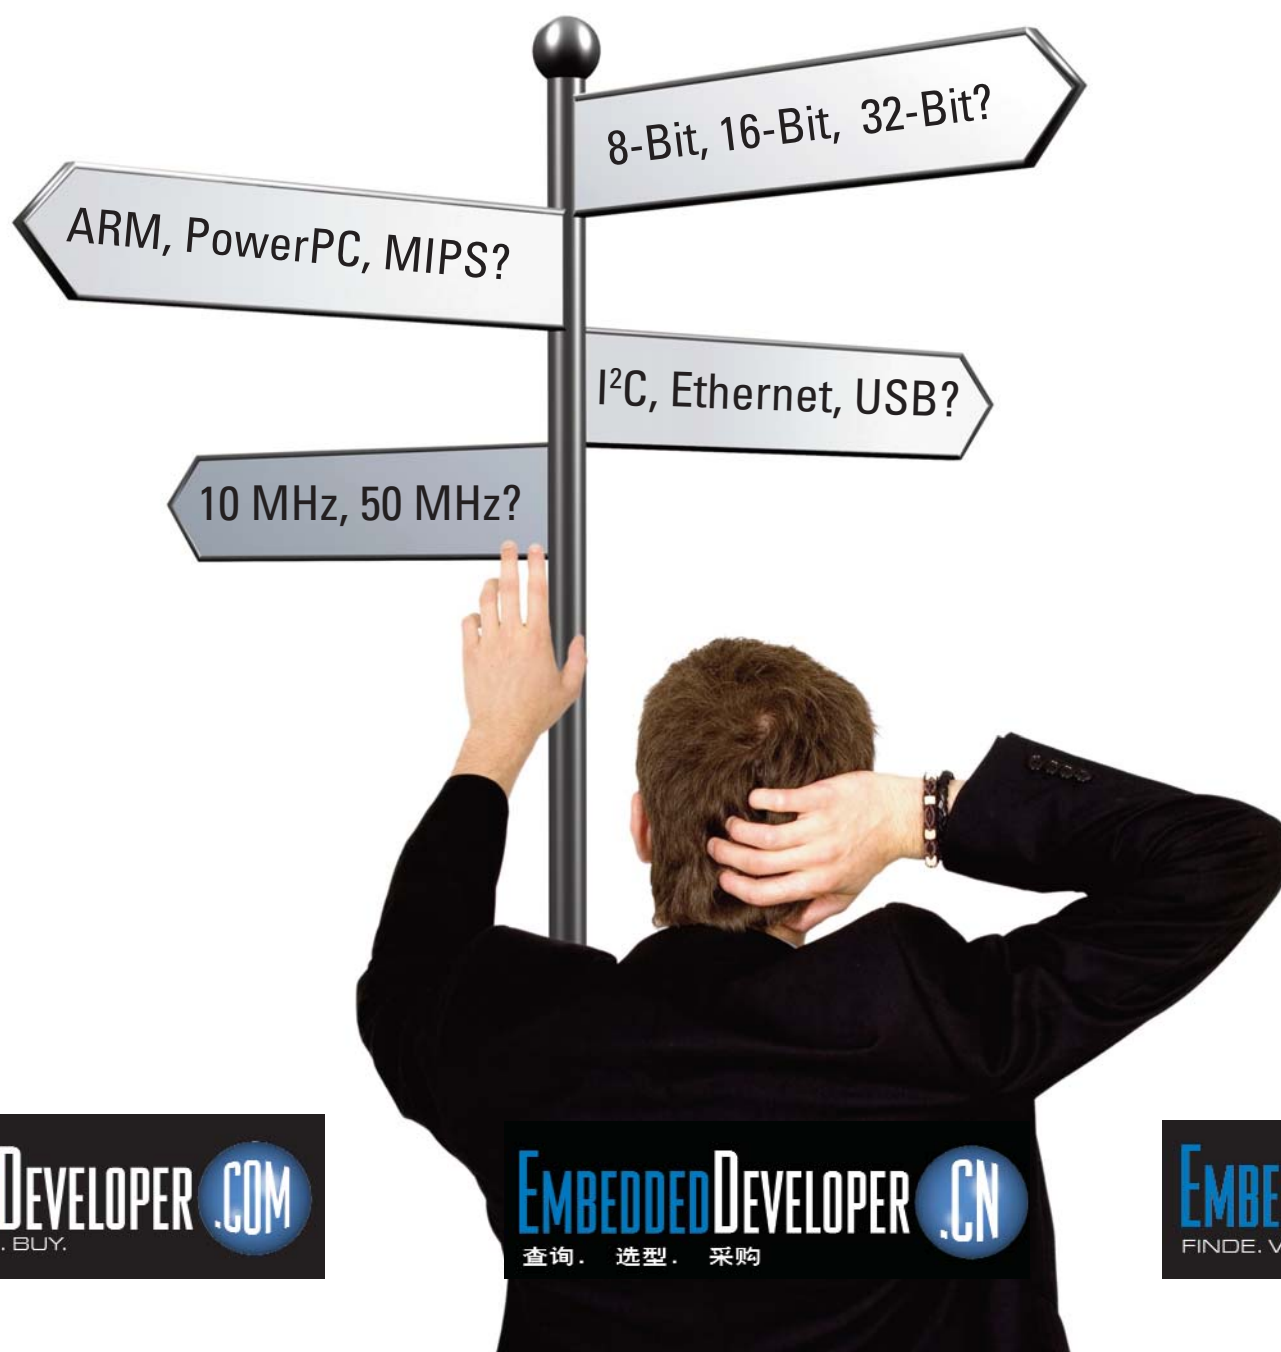 8-Bit, 16-Bit, 32-Bit?
ARM, PowerPC, MIPS?
I²C, Ethernet, USB?
10 MHz, 50 MHz?
DEVELOPER .COM
. BUY.
EMBEDDEDDEVELOPER .CN
查询. 选型. 采购
EMBE
FINDE. V